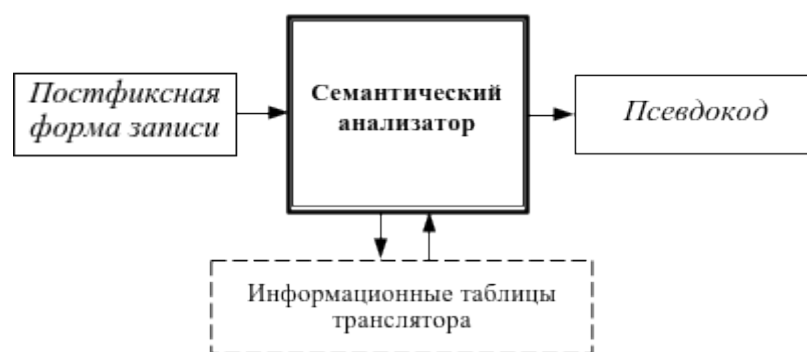 Постфиксная
форма записи
Семантический
анализатор
Псевдокод
Информационные таблицы
транслятора